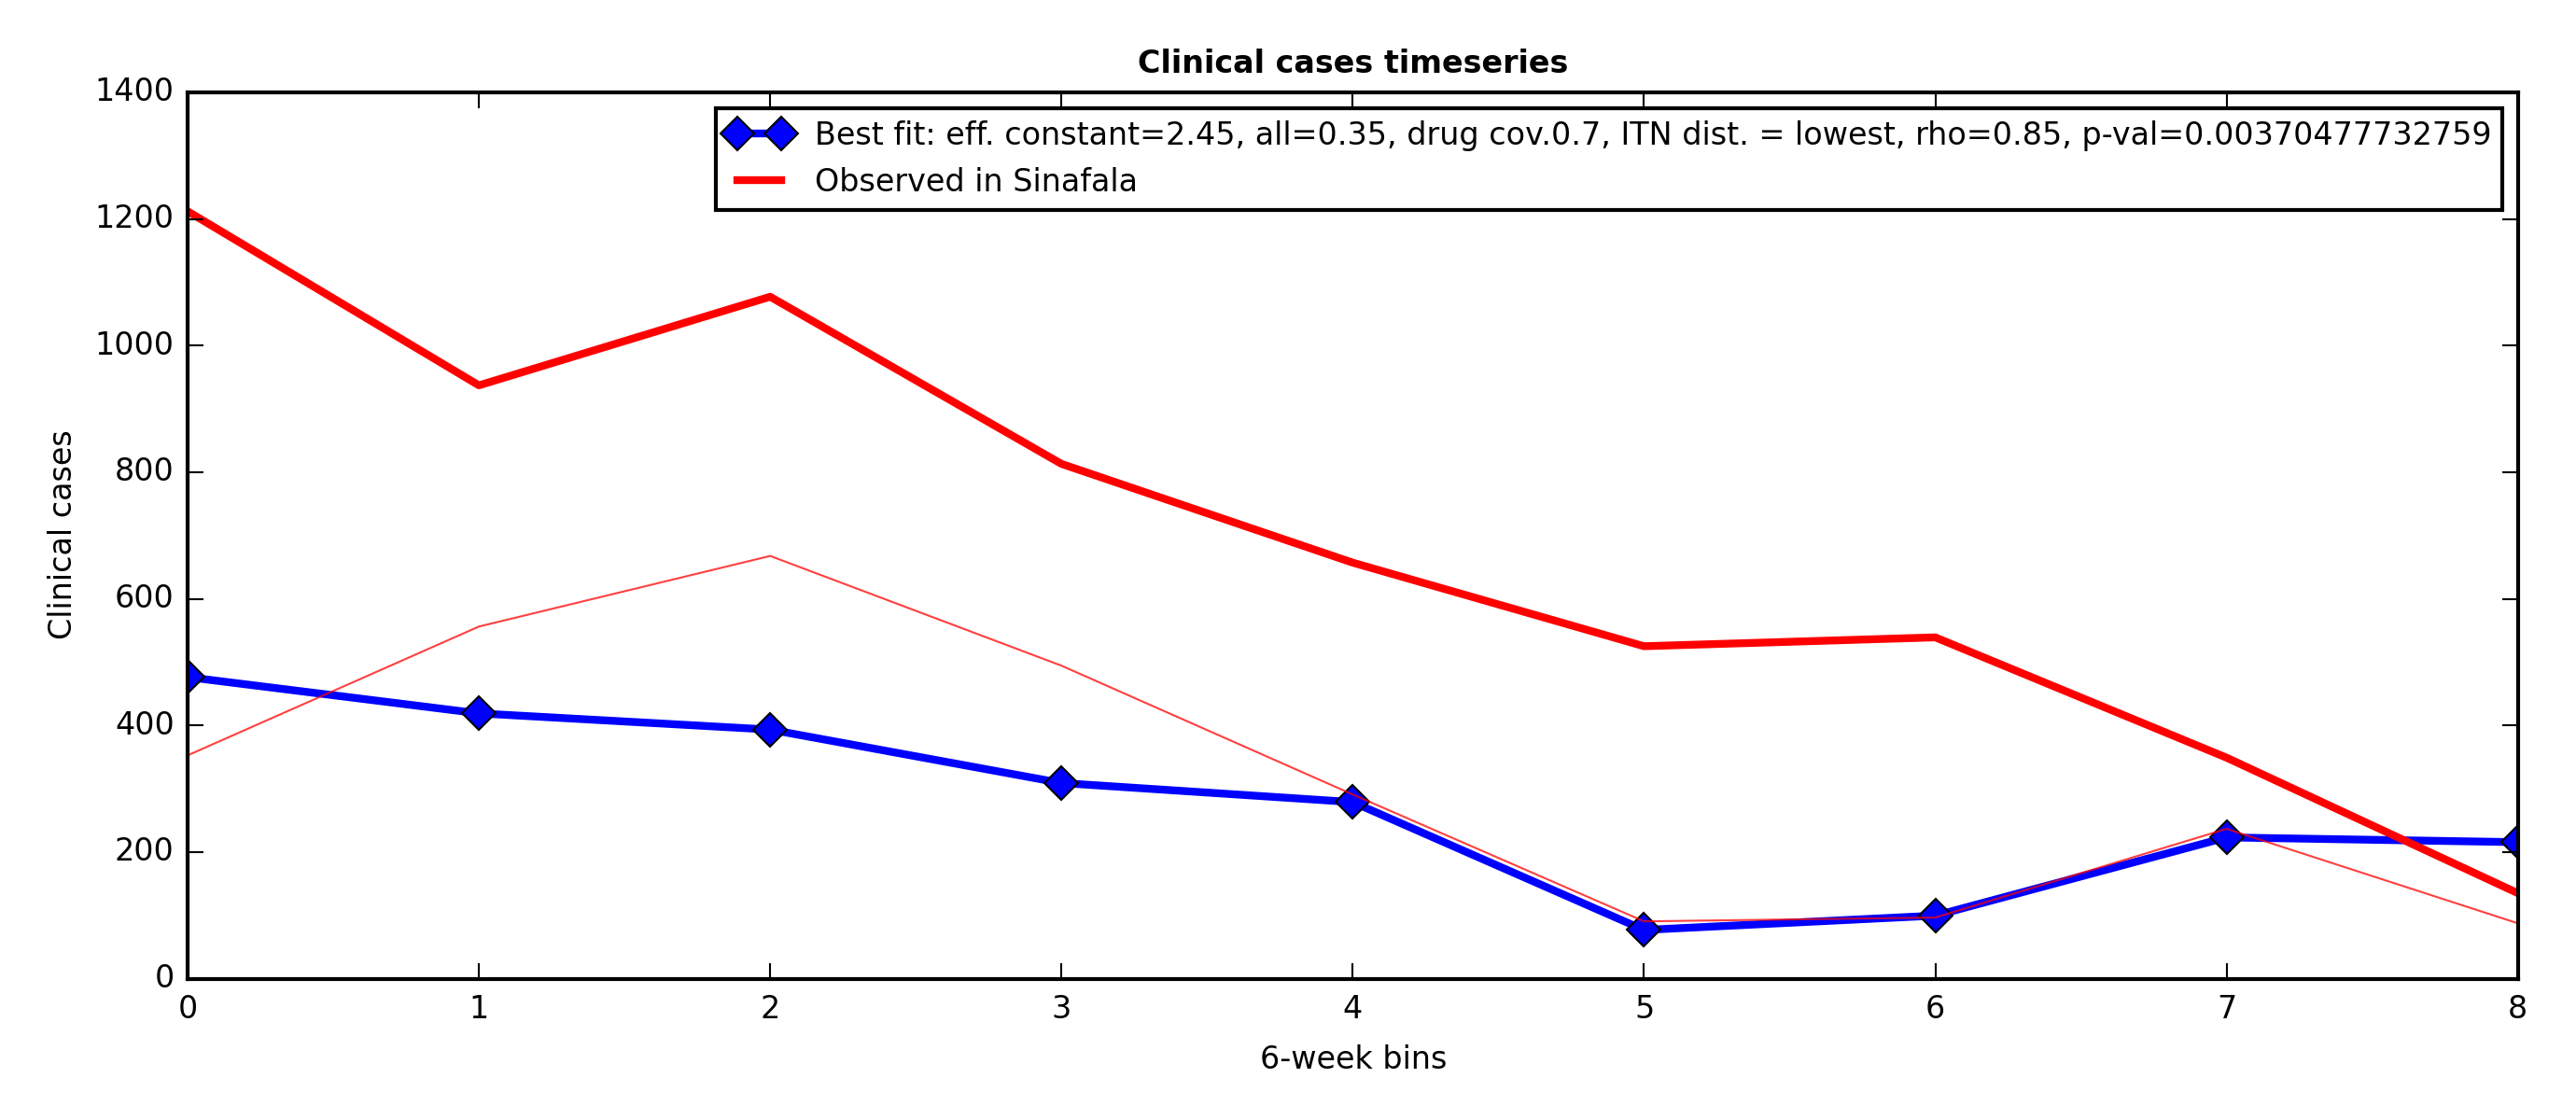 Clinical cases timeseries
1400
1200
1000
800
600
400
200
0
Clinical cases
Best fit: eff. constant=2.45, all=0.35, drug cov.0.7, ITN dist. = lowest, rho=0.85, p-val=0.00370477732759
Observed in Sinafala
0 1 2 3 4 5 6 7 8
6-week bins